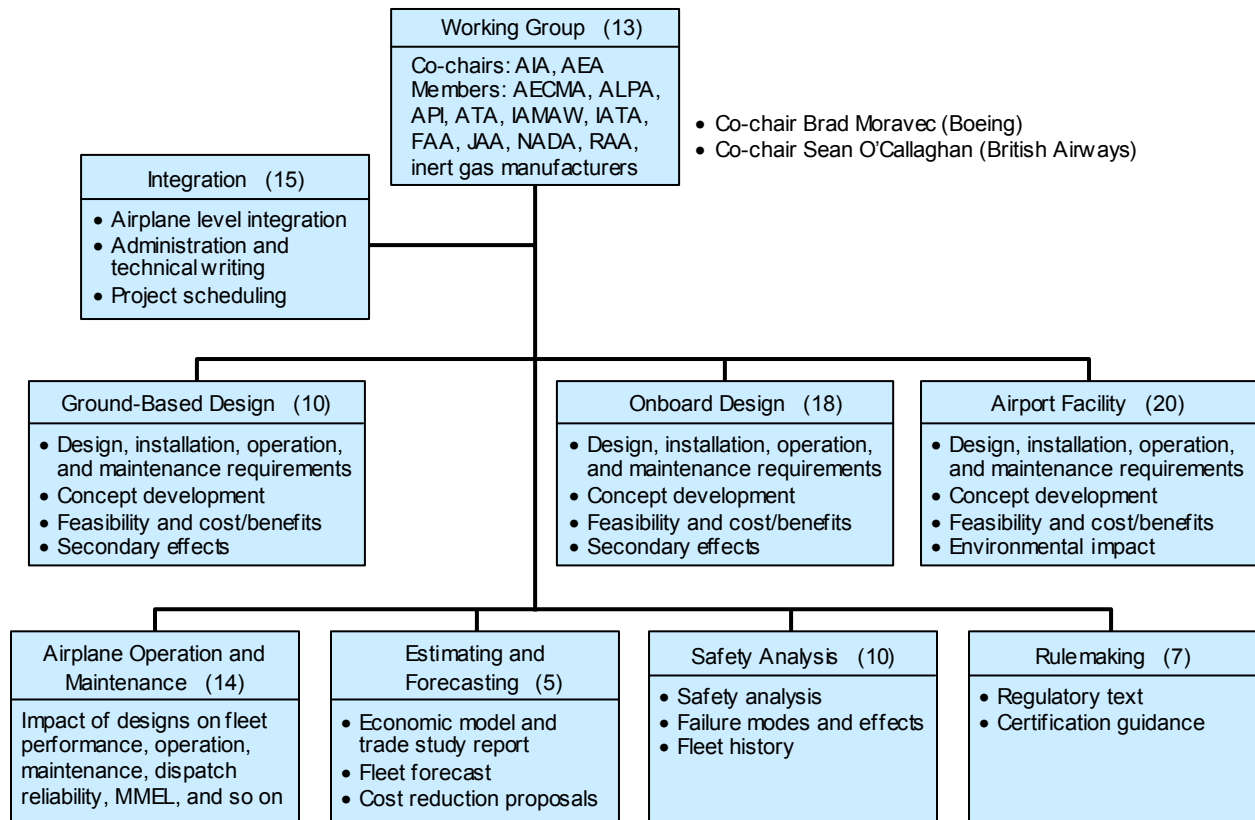 Working Group (13)
Co-chairs: AIA, AEA
Members: AECMA, ALPA,
API, ATA, IAMAW, IATA,
FAA, JAA, NADA, RAA,
inert gas manufacturers
• Co-chair Brad Moravec (Boeing)
• Co-chair Sean O'Callaghan (British Airways)
Integration (15)
• Airplane level integration
• Administration and
technical writing
• Project scheduling
Ground-Based Design (10)
• Design, installation, operation,
and maintenance requirements
• Concept development
• Feasibility and cost/benefits
• Secondary effects
Onboard Design (18)
• Design, installation, operation,
and maintenance requirements
• Concept development
• Feasibility and cost/benefits
• Secondary effects
Airport Facility (20)
• Design, installation, operation,
and maintenance requirements
• Concept development
• Feasibility and cost/benefits
• Environmental impact
Airplane Operation and
Maintenance (14)
Impact of designs on fleet
performance, operation,
maintenance, dispatch
reliability, MMEL, and so on
Estimating and
Forecasting (5)
• Economic model and
trade study report
• Fleet forecast
• Cost reduction proposals
Safety Analysis (10)
• Safety analysis
• Failure modes and effects
• Fleet history
Rulemaking (7)
• Regulatory text
• Certification guidance